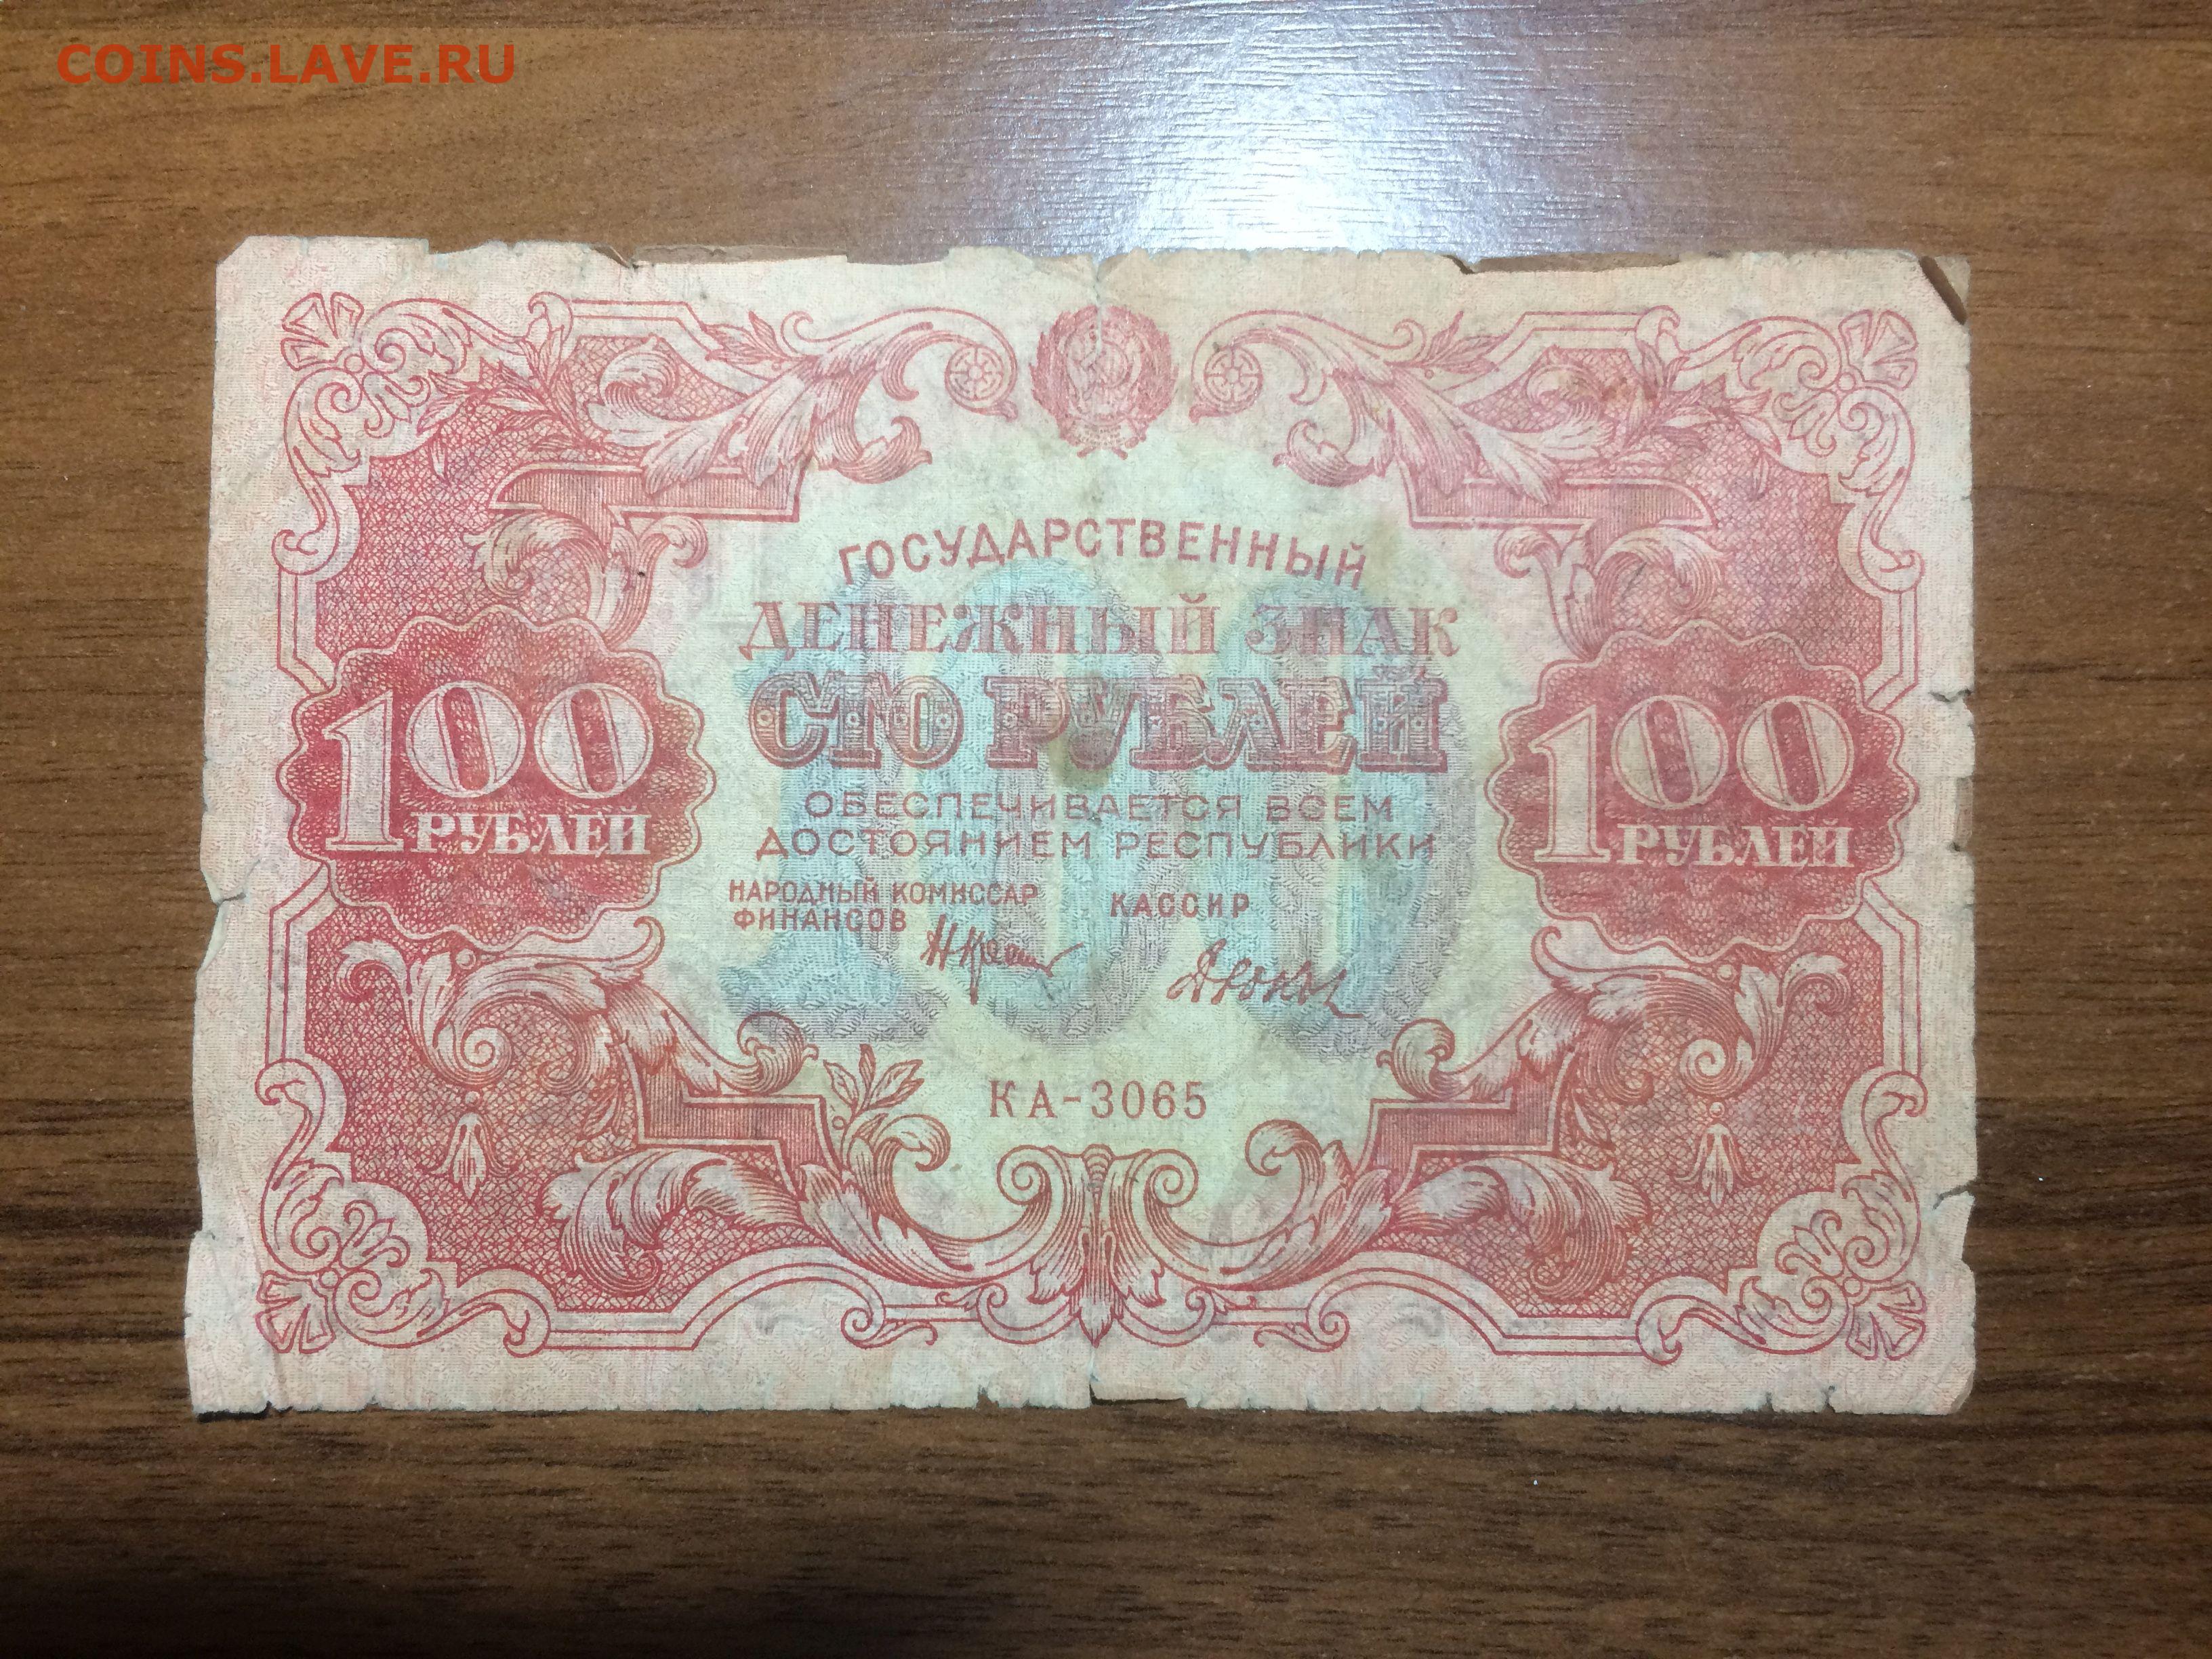 COINS.LAVE.RU
ГОСУДАРСТВЕННЫЙ
ДЕНЕЖНЫЙ ЗНАК
СТО РУБЛЕЙ
100
РУБЛЕЙ
100
РУБЛЕЙ
ОБЕСПЕЧИВАЕТСЯ ВСЕМ
ДОСТОЯНИЕМ РЕСПУБЛИКИ
НАРОДНЫЙ КОМИССАР
ФИНАНСОВ
КАССИР
100
КА-3065